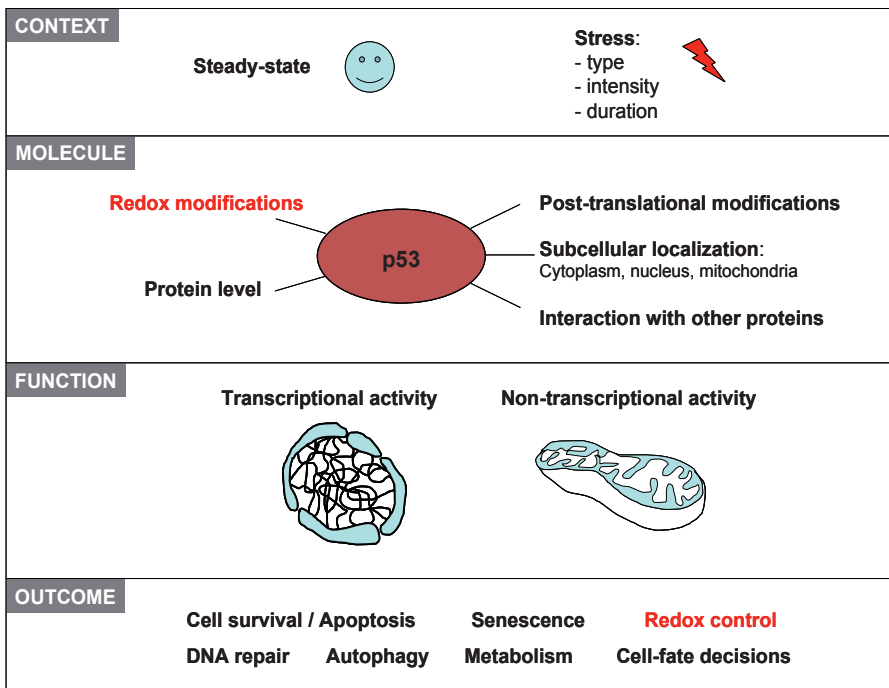 CONTEXT
Steady-state
Stress:
- type
- intensity
- duration
MOLECULE
Redox modifications
Protein level
p53
Post-translational modifications
Subcellular localization:
Cytoplasm, nucleus, mitochondria
Interaction with other proteins
FUNCTION
Transcriptional activity
Non-transcriptional activity
OUTCOME
Cell survival / Apoptosis Senescence Redox control
DNA repair Autophagy Metabolism Cell-fate decisions